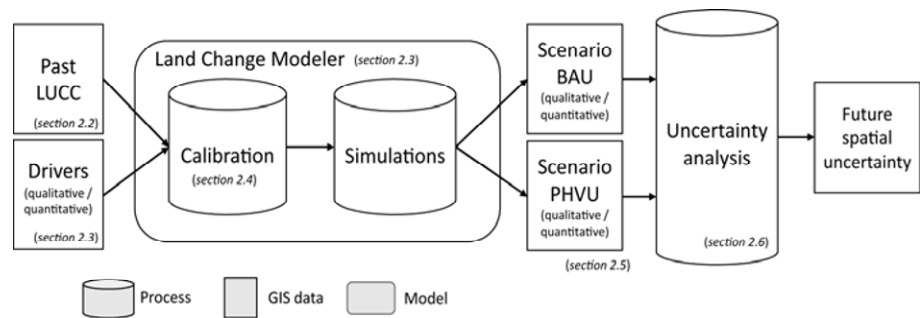 Past
LUCC
(section 2.2)
Drivers
(qualitative /
quantitative)
(section 2.3)
Land Change Modeler (section 2.3)
Calibration
(section 2.4)
Simulations
Scenario
BAU
(qualitative /
quantitative)
Scenario
PHVU
(qualitative /
quantitative)
(section 2.5)
Uncertainty
analysis
(section 2.6)
Future
spatial
uncertainty
Process
GIS data
Model